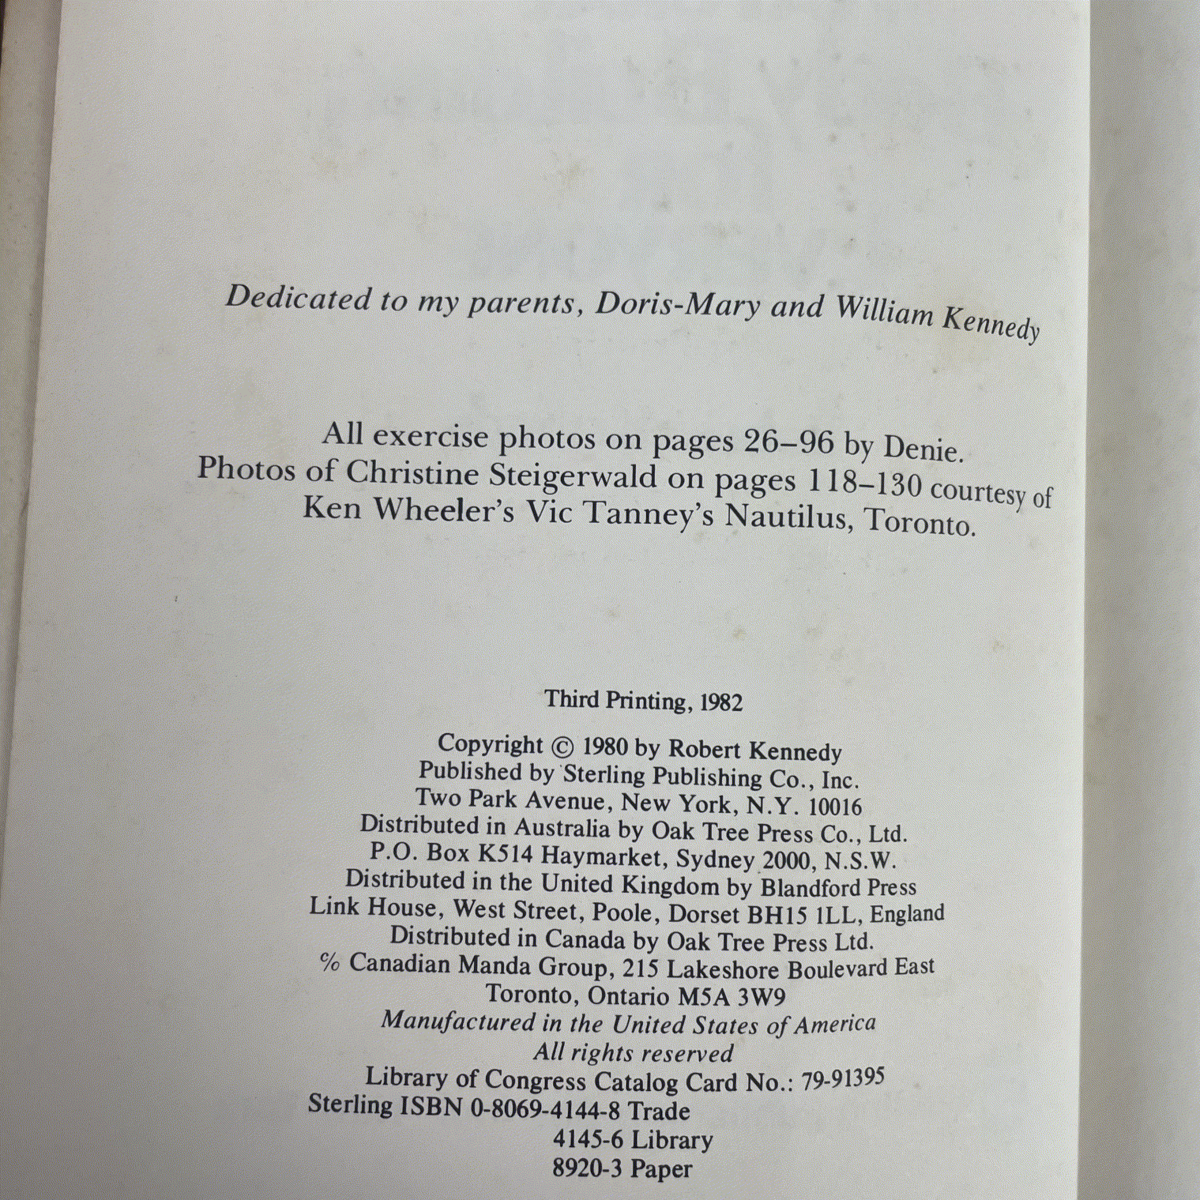 Dedicated to my parents, Doris-Mary and William Kennedy
All exercise photos on pages 26–96 by Denie.
Photos of Christine Steigerwald on pages 118–130 courtesy of
Ken Wheeler's Vic Tanney's Nautilus, Toronto.
Third Printing, 1982
Copyright © 1980 by Robert Kennedy
Published by Sterling Publishing Co., Inc.
Two Park Avenue, New York, N.Y. 10016
Distributed in Australia by Oak Tree Press Co., Ltd.
P.O. Box K514 Haymarket, Sydney 2000, N.S.W.
Distributed in the United Kingdom by Blandford Press
Link House, West Street, Poole, Dorset BH15 1LL, England
Distributed in Canada by Oak Tree Press Ltd.
℅ Canadian Manda Group, 215 Lakeshore Boulevard East
Toronto, Ontario M5A 3W9
Manufactured in the United States of America
All rights reserved
Library of Congress Catalog Card No.: 79-91395
Sterling ISBN 0-8069-4144-8 Trade
4145-6 Library
8920-3 Paper